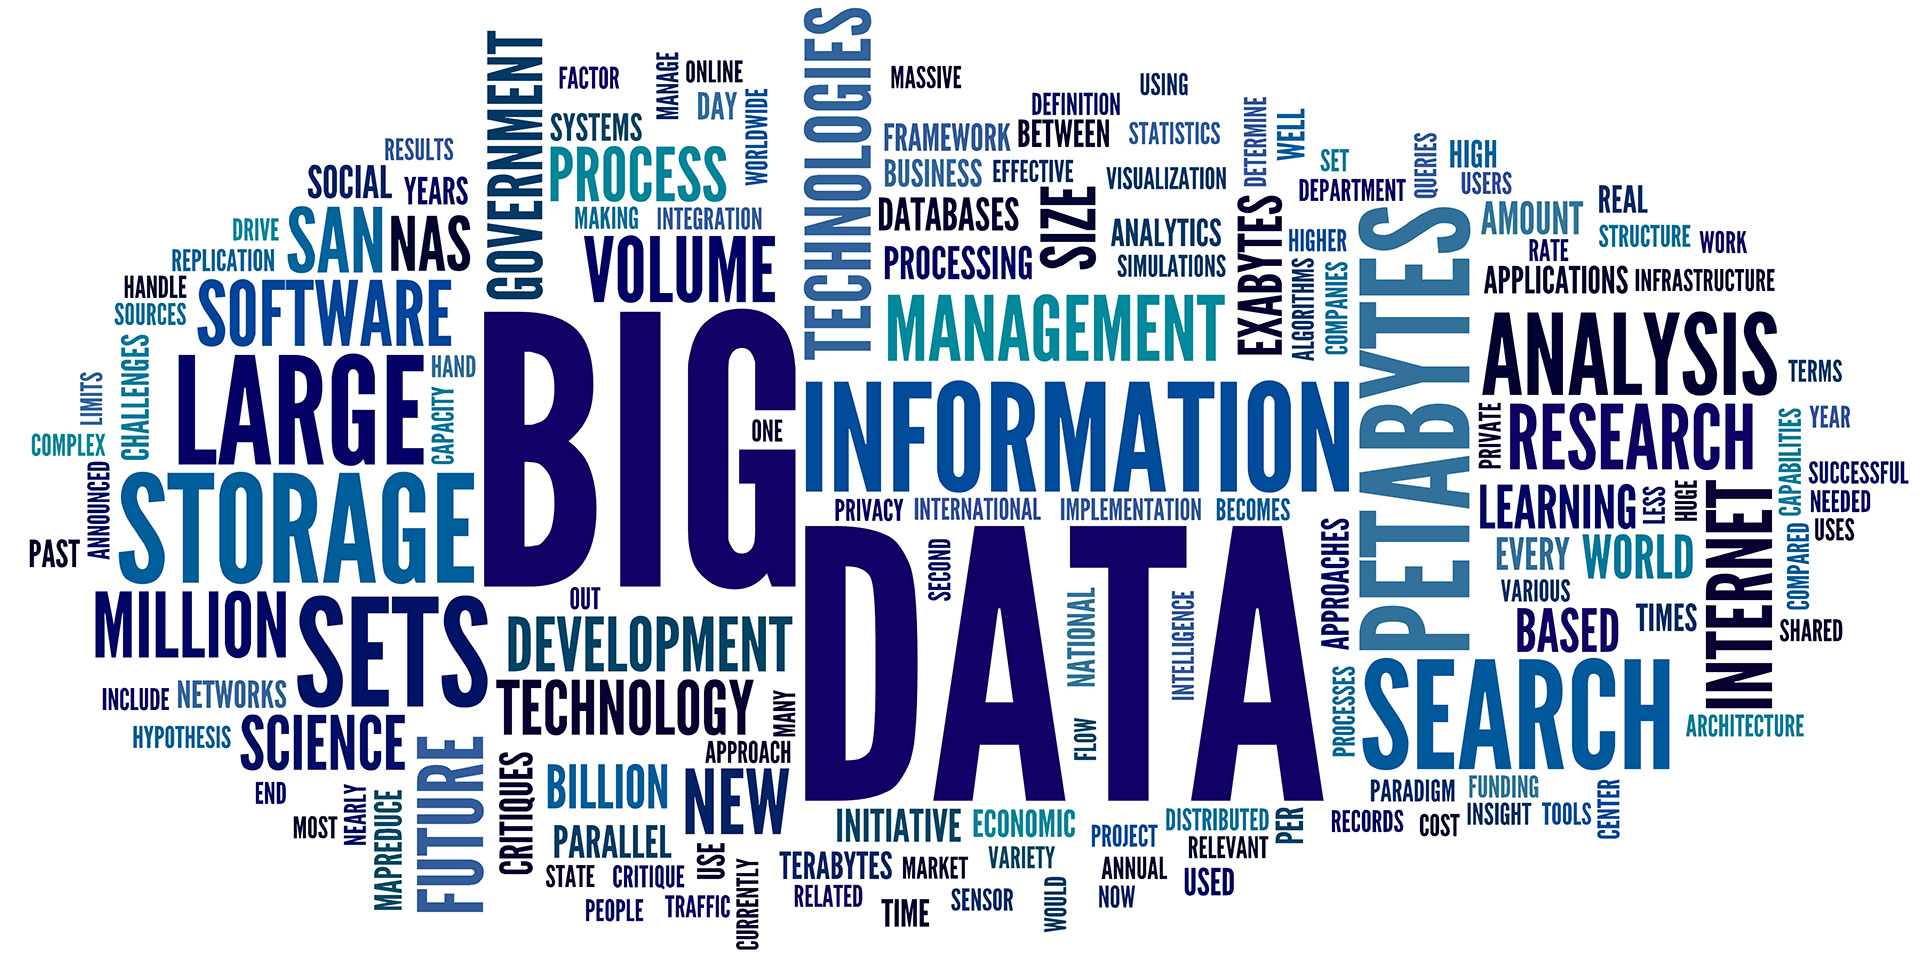 GOVERNMENT
FACTOR
MANAGE
ONLINE
DAY
WORLDWIDE
SYSTEMS
PROCESS
MAKING
INTEGRATION
VOLUME
RESULTS
SOCIAL
YEARS
DRIVE
SAN
NAS
REPLICATION
HANDLE
SOURCES
SOFTWARE
CHALLENGES
LARGE
HAND
CAPACITY
LIMITS
COMPLEX
ANNOUNCED
STORAGE
PAST
BIG
ONE
TECHNOLOGIES
MASSIVE
USING
DEFINITION
FRAMEWORK
BETWEEN
STATISTICS
DETERMINE
WELL
BUSINESS
EFFECTIVE
VISUALIZATION
SIZE
DATABASES
ANALYTICS
PROCESSING
SIMULATIONS
EXABYTES
MANAGEMENT
SET
DEPARTMENT
QUERIES
HIGH
USERS
HIGHER
ALGORITHMS
COMPANIES
PETABYTES
AMOUNT
REAL
RATE
STRUCTURE
WORK
APPLICATIONS
INFRASTRUCTURE
ANALYSIS
TERMS
INFORMATION
PRIVATE
RESEARCH
CAPABILITIES
YEAR
SUCCESSFUL
NEEDED
USES
LEARNING
LESS
HUGE
INTERNET
COMPARED
SHARED
EVERY
WORLD
VARIOUS
BASED
TIMES
PRIVACY
INTERNATIONAL
IMPLEMENTATION
BECOMES
DATA
SECOND
NATIONAL
FLOW
INTELLIGENCE
APPROACHES
PROCESSES
SEARCH
ARCHITECTURE
MILLION
SETS
OUT
DEVELOPMENT
TECHNOLOGY
MANY
APPROACH
INCLUDE
NETWORKS
HYPOTHESIS
SCIENCE
END
MOST
NEARLY
MAPREDUCE
FUTURE
CRITIQUES
BILLION
NEW
PARALLEL
STATE
CRITIQUE
USE
CURRENTLY
PEOPLE
TRAFFIC
INITIATIVE
ECONOMIC
PROJECT
DISTRIBUTED
PER
TERABYTES
MARKET
VARIETY
RELEVANT
ANNUAL
RELATED
TIME
SENSOR
WOULD
NOW
USED
PARADIGM
FUNDING
CENTER
RECORDS
COST
INSIGHT
TOOLS